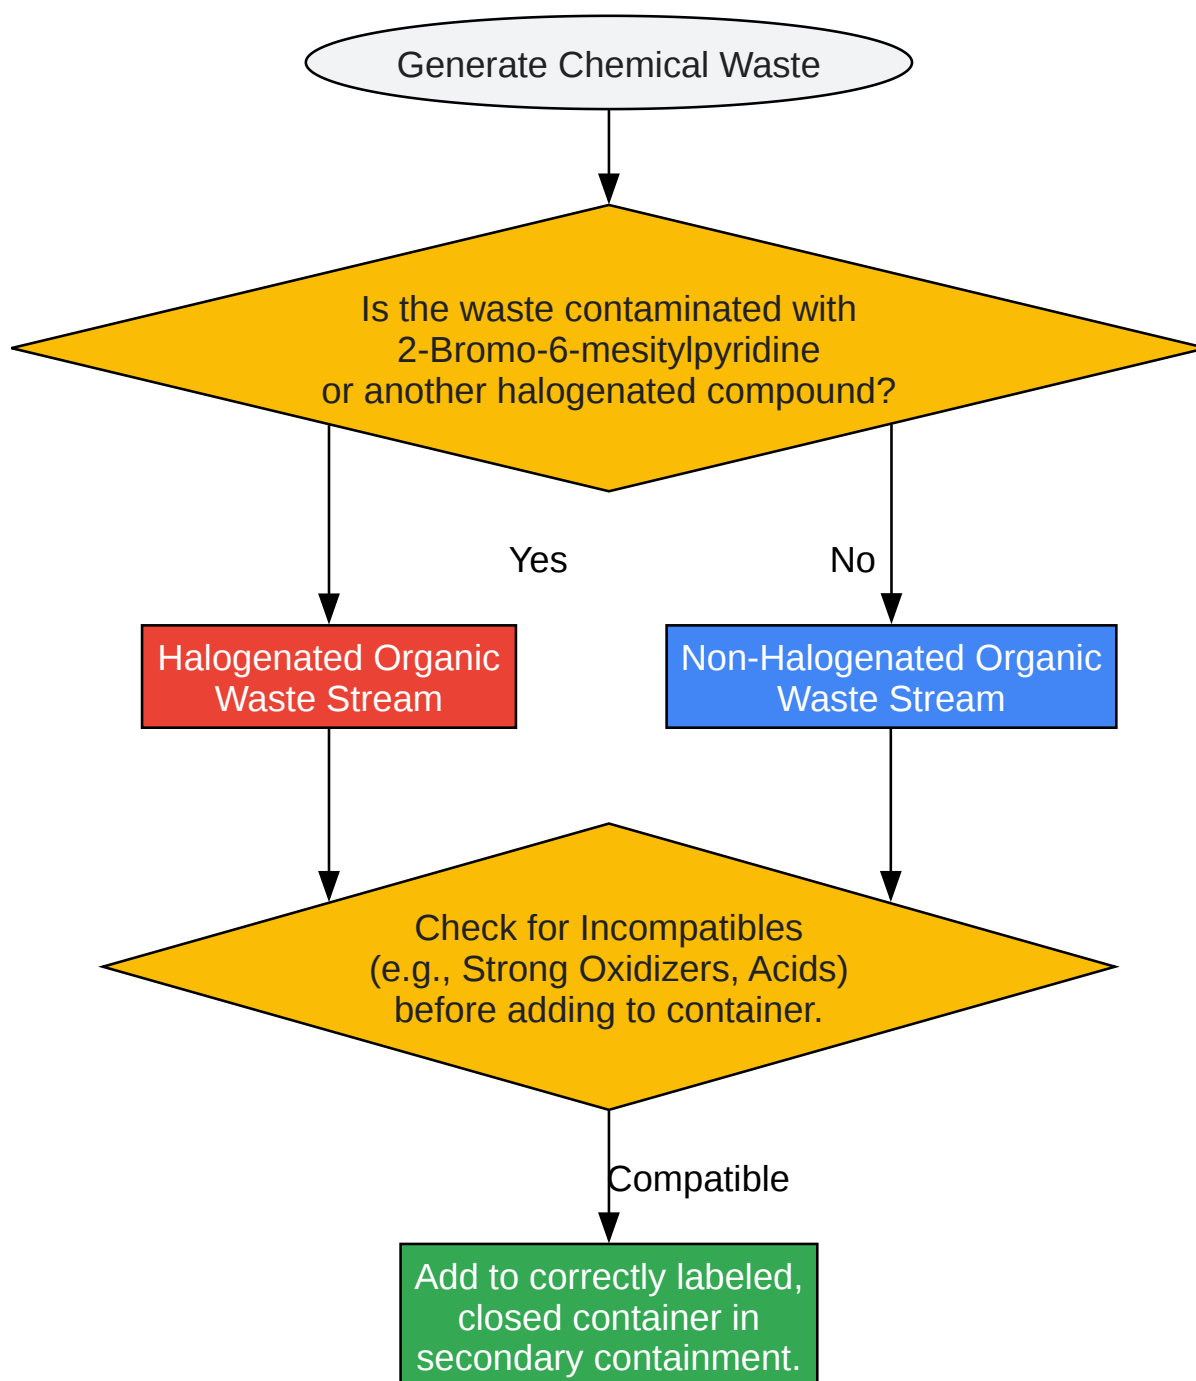 Generate Chemical Waste
Is the waste contaminated with
2-Bromo-6-mesitylpyridine
or another halogenated compound?
Yes
No
Halogenated Organic
Waste Stream
Non-Halogenated Organic
Waste Stream
Check for Incompatibles
(e.g., Strong Oxidizers, Acids)
before adding to container.
Compatible
Add to correctly labeled,
closed container in
secondary containment.